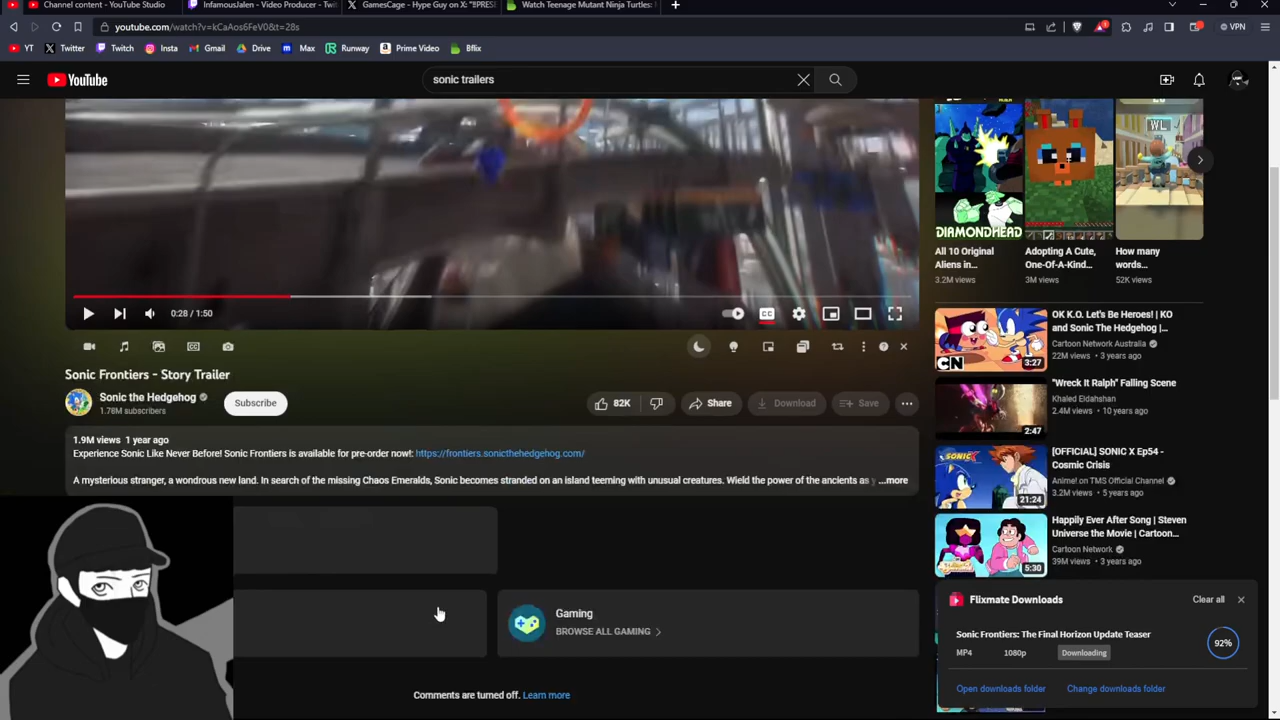 Channel content - YouTube Studio
InfamousJalen - Video Producer - Twit
GamesCage - Hype Guy on X: "#PRES
Watch Teenage Mutant Ninja Turtles:
youtube.com/watch?v=kCaAos6FeV0&t=28s
VPN
YT
Twitter
Twitch
Insta
Gmail
Drive
Max
Runway
Prime Video
Bflix
YouTube
sonic trailers
WL
DIAMONDHEAD
All 10 Original
Aliens in...
3.2M views
Adopting A Cute,
One-Of-A-Kind...
3M views
How many
words...
52K views
0:28 / 1:50
CC
Sonic Frontiers - Story Trailer
Sonic the Hedgehog
1.78M subscribers
Subscribe
82K
Share
Download
Save
1.9M views 1 year ago
Experience Sonic Like Never Before! Sonic Frontiers is available for pre-order now!: https://frontiers.sonicthehedgehog.com/
A mysterious stranger, a wondrous new land. In search of the missing Chaos Emeralds, Sonic becomes stranded on an island teeming with unusual creatures. Wield the power of the ancients as y ...more
Gaming
BROWSE ALL GAMING
Comments are turned off. Learn more
CN
3:27
OK K.O. Let's Be Heroes! | KO
and Sonic The Hedgehog |...
Cartoon Network Australia
22M views • 3 years ago
2:47
"Wreck It Ralph" Falling Scene
Khaled Eldahshan
2.4M views • 10 years ago
SONIC X
21:24
[OFFICIAL] SONIC X Ep54 -
Cosmic Crisis
Anime! on TMS Official Channel
3.2M views • 5 years ago
5:30
Happily Ever After Song | Steven
Universe the Movie | Cartoon...
Cartoon Network
39M views • 3 years ago
Flixmate Downloads
Clear all
Sonic Frontiers: The Final Horizon Update Teaser
MP4
1080p
Downloading
92%
Open downloads folder
Change downloads folder